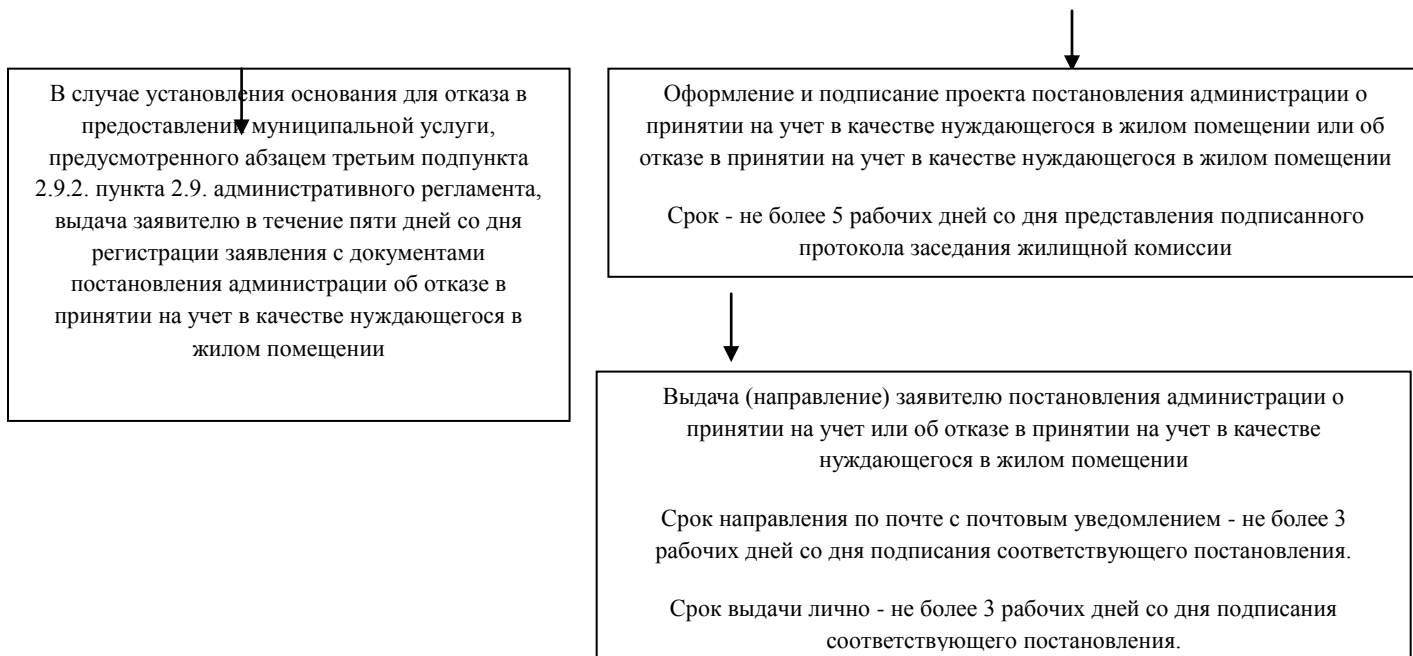 В случае установления основания для отказа в
предоставлении муниципальной услуги,
предусмотренного абзацем третьим подпункта
2.9.2. пункта 2.9. административного регламента,
выдача заявителю в течение пяти дней со дня
регистрации заявления с документами
постановления администрации об отказе в
принятии на учет в качестве нуждающегося в
жилом помещении
Оформление и подписание проекта постановления администрации о
принятии на учет в качестве нуждающегося в жилом помещении или об
отказе в принятии на учет в качестве нуждающегося в жилом помещении
Срок - не более 5 рабочих дней со дня представления подписанного
протокола заседания жилищной комиссии
Выдача (направление) заявителю постановления администрации о
принятии на учет или об отказе в принятии на учет в качестве
нуждающегося в жилом помещении
Срок направления по почте с почтовым уведомлением - не более 3
рабочих дней со дня подписания соответствующего постановления.
Срок выдачи лично - не более 3 рабочих дней со дня подписания
соответствующего постановления.